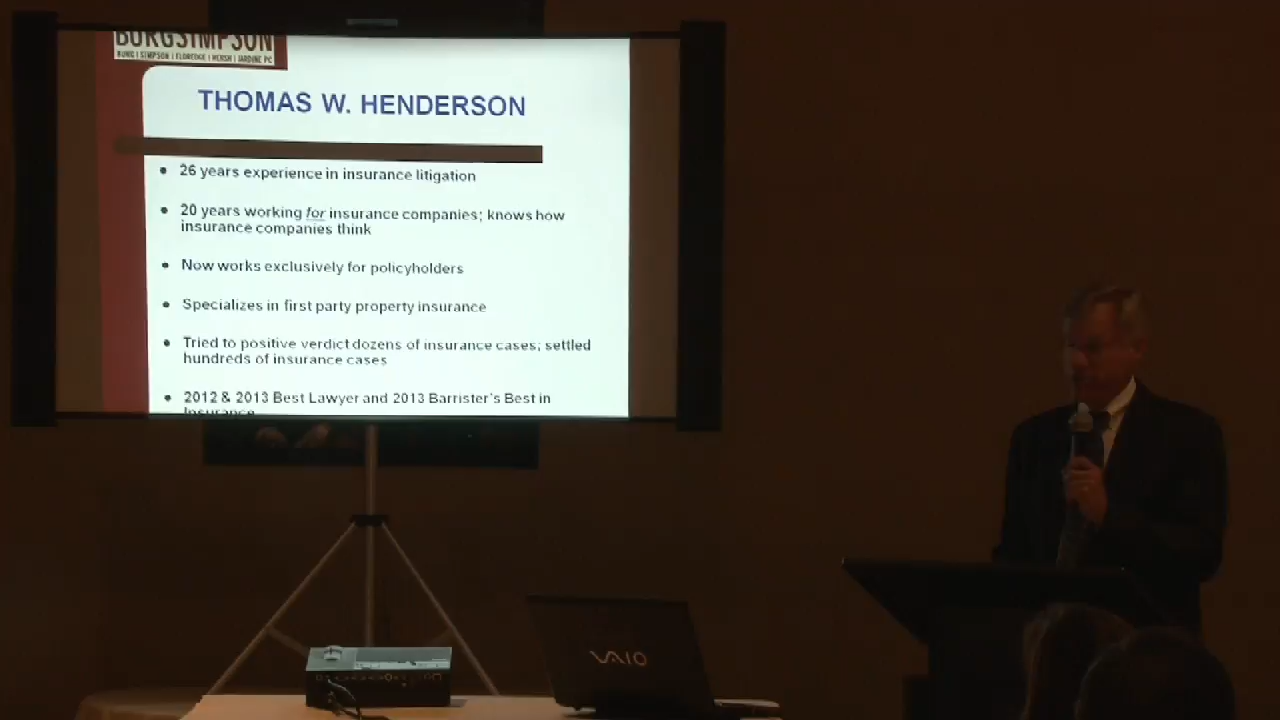 BURGSIMPSON
BURG | SIMPSON | ELDREDGE | HERSH | JARDINE PC
THOMAS W. HENDERSON
• 26 years experience in insurance litigation
• 20 years working for insurance companies; knows how
insurance companies think
• Now works exclusively for policyholders
• Specializes in first party property insurance
• Tried to positive verdict dozens of insurance cases; settled
hundreds of insurance cases
• 2012 & 2013 Best Lawyer and 2013 Barrister's Best in
Insurance
VAIO